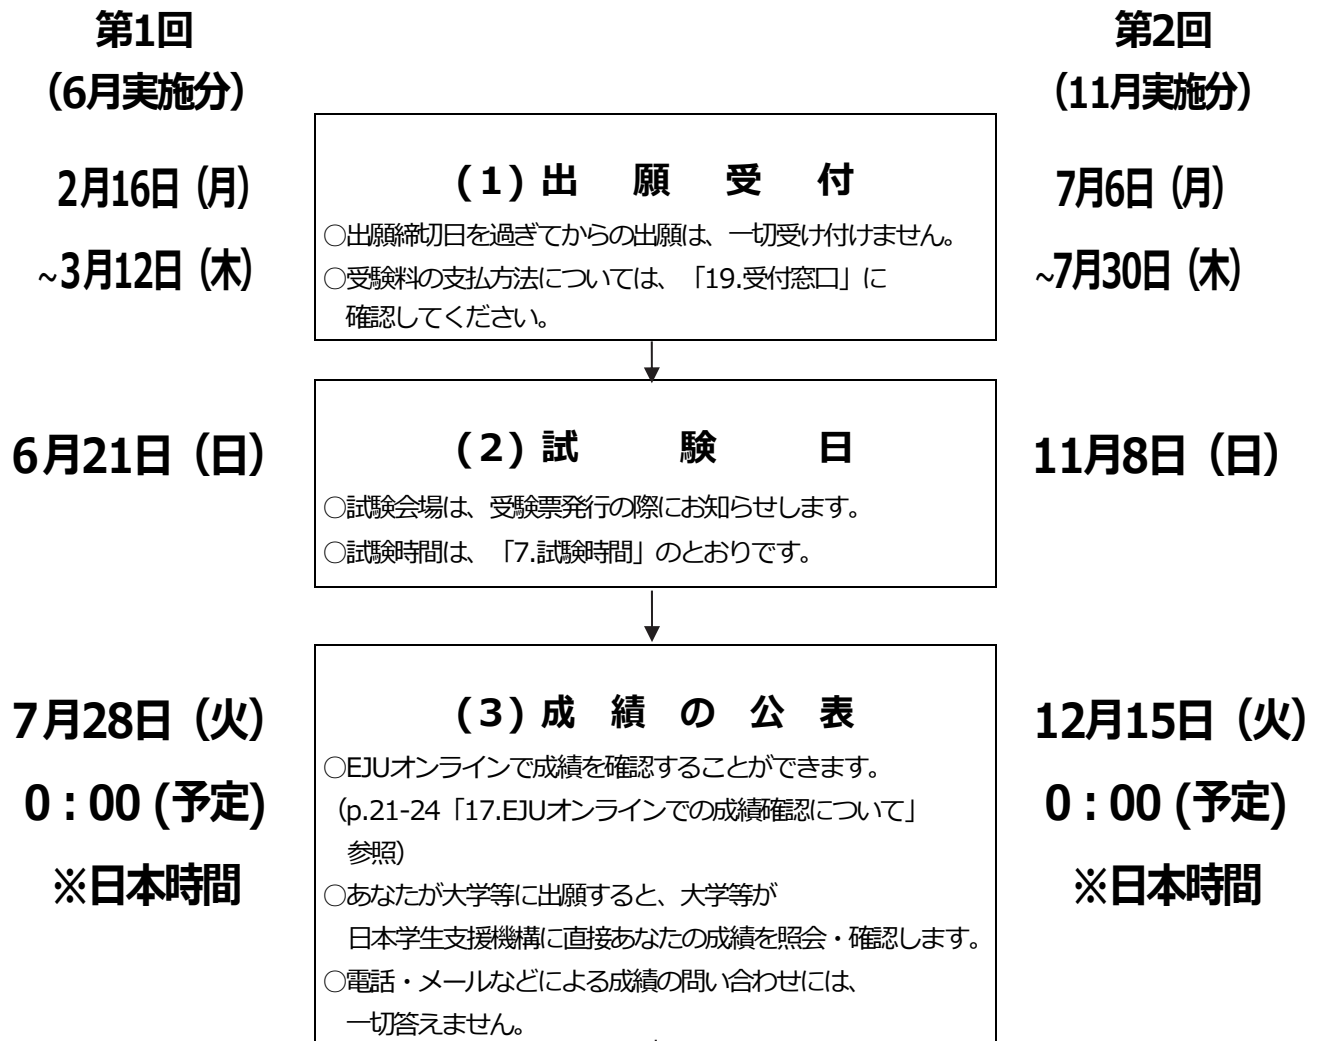 第1回
（6月実施分）
第2回
（11月実施分）
2月16日（月）
~3月12日（木）
(1)出願受付
○出願締切日を過ぎてからの出願は、一切受け付けません。
○受験料の支払方法については、「19.受付窓口」に
確認してください。
7月6日（月）
~7月30日（木）
6月21日（日）
(2)試験日
○試験会場は、受験票発行の際にお知らせします。
○試験時間は、「7.試験時間」のとおりです。
11月8日（日）
7月28日（火）
0：00 (予定)
※日本時間
(3)成績の公表
○EJUオンラインで成績を確認することができます。
（p.21-24「17.EJUオンラインでの成績確認について」
参照）
○あなたが大学等に出願すると、大学等が
日本学生支援機構に直接あなたの成績を照会・確認します。
○電話・メールなどによる成績の問い合わせには、
一切答えません。
12月15日（火）
0：00 (予定)
※日本時間